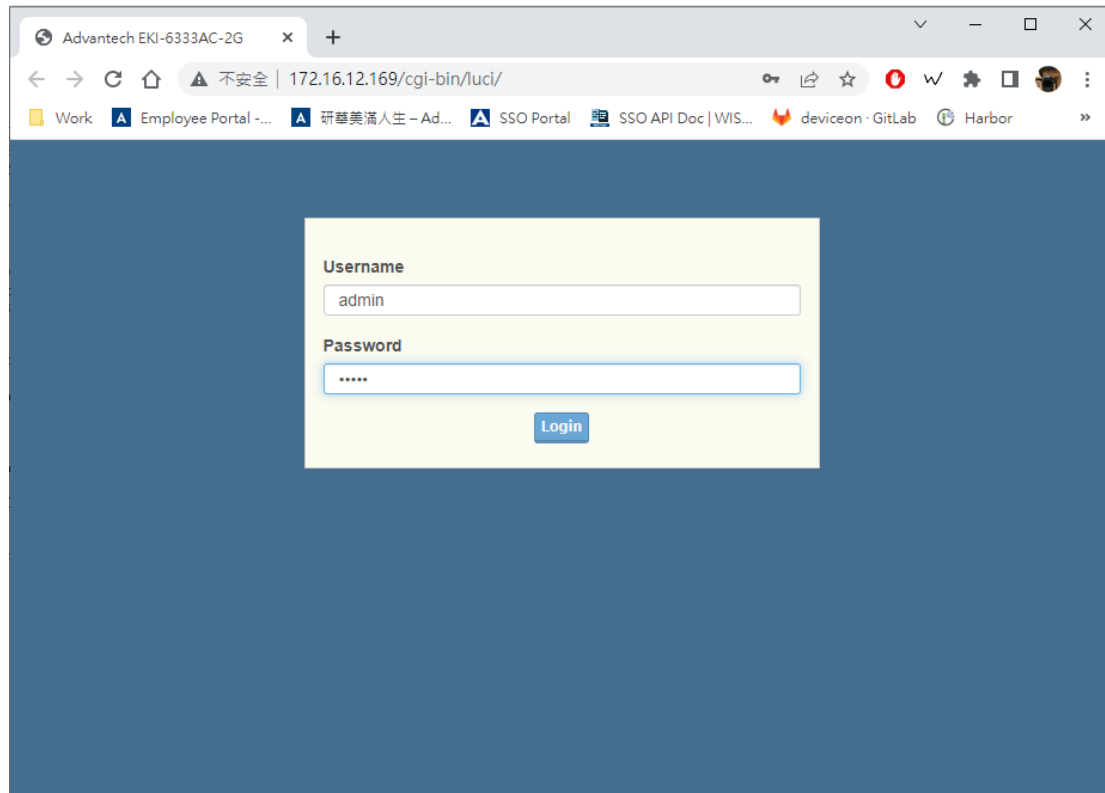 Advantech EKI-6333AC-2G
不安全 | 172.16.12.169/cgi-bin/luci/
Work Employee Portal -... 研華美滿人生 – Ad... SSO Portal SSO API Doc | WIS... deviceon · GitLab Harbor »
Username
admin
Password
•••••
Login